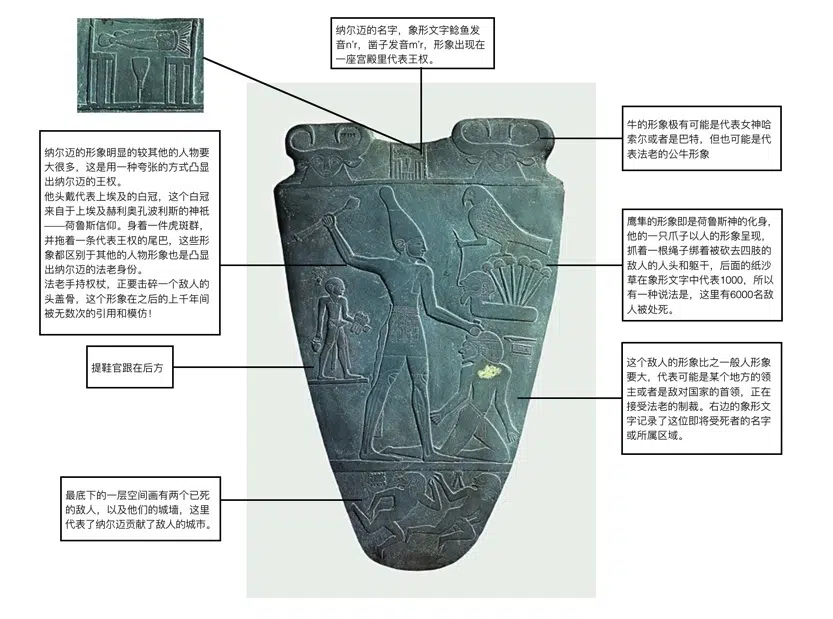 纳尔迈的名字，象形文字鲶鱼发
音n'r，凿子发音m'r，形象出现在
一座宫殿里代表王权。
牛的形象极有可能是代表女神哈
索尔或者是巴特，但也可能是代
表法老的公牛形象
纳尔迈的形象明显的较其他的人物要
大很多，这是用一种夸张的方式凸显
出纳尔迈的王权。
他头戴代表上埃及的白冠，这个白冠
来自于上埃及赫利奥孔波利斯的神祇
——荷鲁斯信仰。身着一件虎斑群，
并拖着一条代表王权的尾巴，这些形
象都区别于其他的人物形象也是凸显
出纳尔迈的法老身份。
法老手持权杖，正要击碎一个敌人的
头盖骨，这个形象在之后的上千年间
被无数次的引用和模仿！
鹰隼的形象即是荷鲁斯神的化身，
他的一只爪子以人的形象呈现，
抓着一根绳子绑着被砍去四肢的
敌人的人头和躯干，后面的纸沙
草在象形文字中代表1000，所以
有一种说法是，这里有6000名敌
人被处死。
提鞋官跟在后方
这个敌人的形象比之一般人形象
要大，代表可能是某个地方的领
主或者是敌对国家的首领，正在
接受法老的制裁。右边的象形文
字记录了这位即将受死者的名字
或所属区域。
最底下的一层空间画有两个已死
的敌人，以及他们的城墙，这里
代表了纳尔迈贡献了敌人的城市。